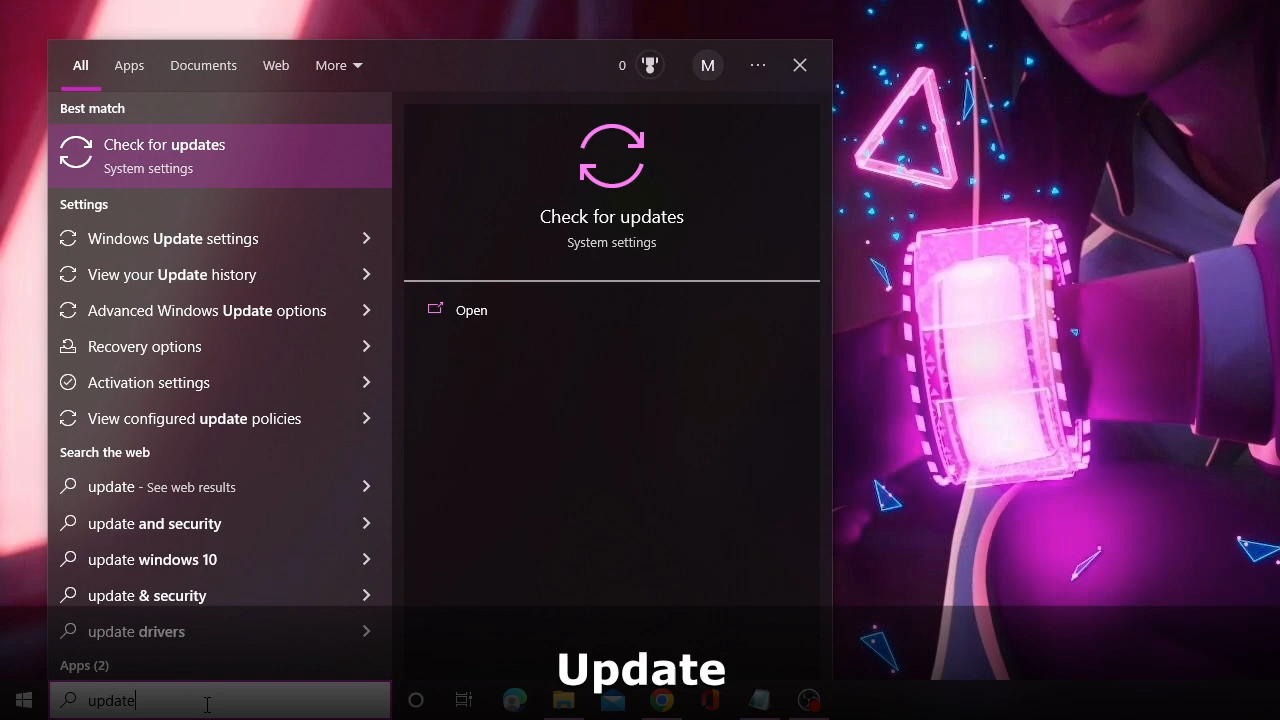 All Apps Documents Web More 0 M ...
Best match
Check for updates
System settings
Settings
Windows Update settings
View your Update history
Advanced Windows Update options
Recovery options
Activation settings
View configured update policies
Search the web
update - See web results
update and security
update windows 10
update & security
update drivers
Apps (2)
update
Check for updates
System settings
Open
Update